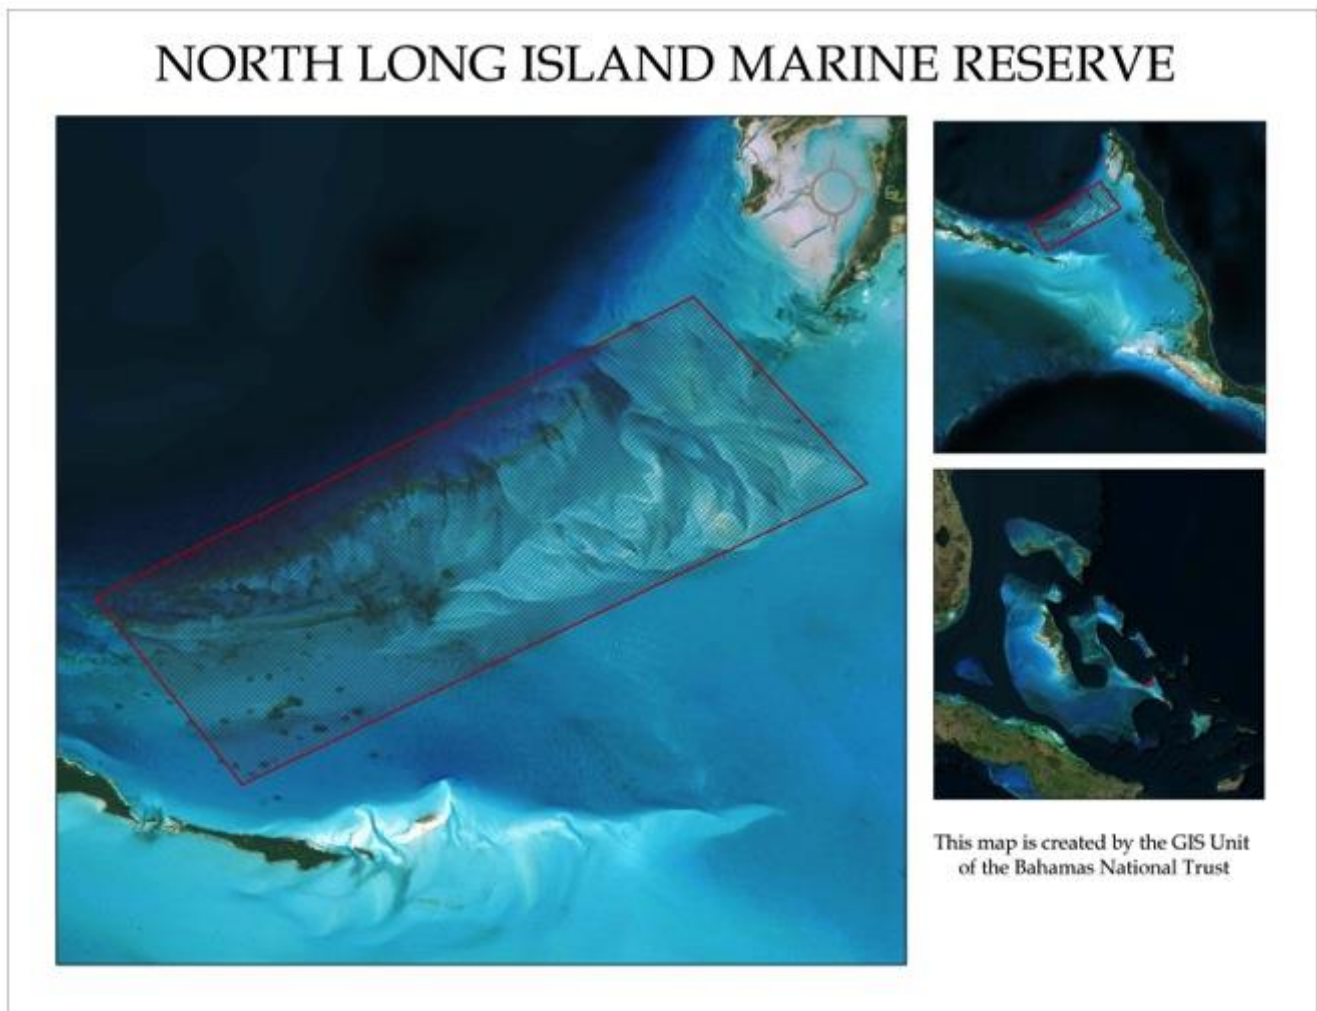 NORTH LONG ISLAND MARINE RESERVE
This map is created by the GIS Unit
of the Bahamas National Trust